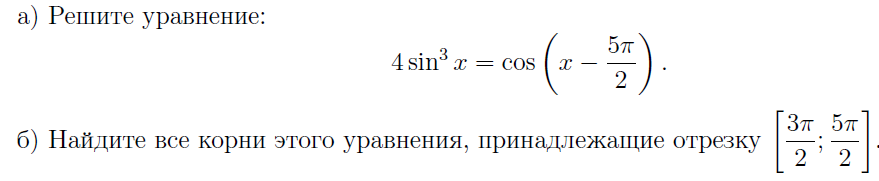 а) Решите уравнение:
4 sin³ x = cos (x − 5π/2).
б) Найдите все корни этого уравнения, принадлежащие отрезку [3π/2; 5π/2].